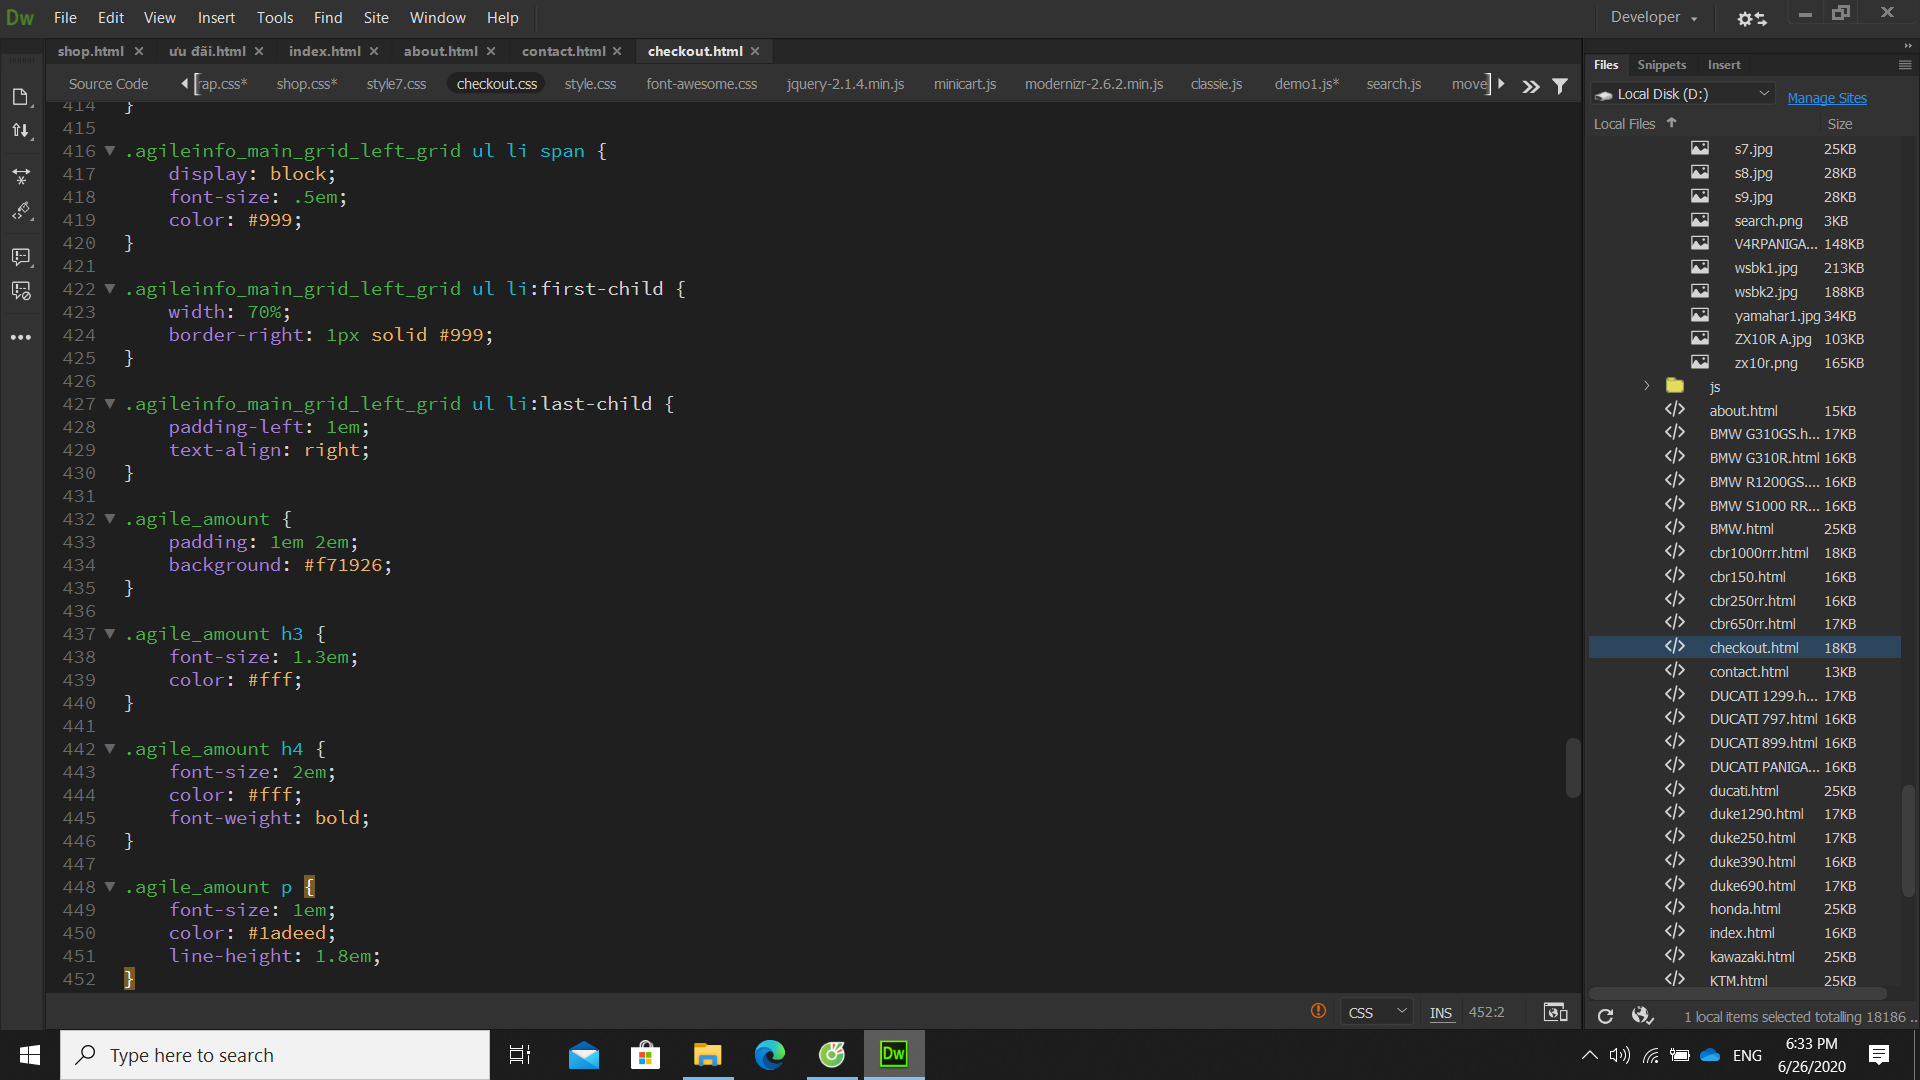 Dw File Edit View Insert Tools Find Site Window Help Developer
shop.html ưu đãi.html index.html about.html contact.html checkout.html
Source Code rap.css* shop.css* style7.css checkout.css style.css font-awesome.css jquery-2.1.4.min.js minicart.js modernizr-2.6.2.min.js classie.js demo1.js* search.js move
414 }
415
416 .agileinfo_main_grid_left_grid ul li span {
417 display: block;
418 font-size: .5em;
419 color: #999;
420 }
421
422 .agileinfo_main_grid_left_grid ul li:first-child {
423 width: 70%;
424 border-right: 1px solid #999;
425 }
426
427 .agileinfo_main_grid_left_grid ul li:last-child {
428 padding-left: 1em;
429 text-align: right;
430 }
431
432 .agile_amount {
433 padding: 1em 2em;
434 background: #f71926;
435 }
436
437 .agile_amount h3 {
438 font-size: 1.3em;
439 color: #fff;
440 }
441
442 .agile_amount h4 {
443 font-size: 2em;
444 color: #fff;
445 font-weight: bold;
446 }
447
448 .agile_amount p {
449 font-size: 1em;
450 color: #1adeed;
451 line-height: 1.8em;
452 }
CSS INS 452:2
Files Snippets Insert
Local Disk (D:) Manage Sites
Local Files Size
s7.jpg 25KB
s8.jpg 28KB
s9.jpg 28KB
search.png 3KB
V4RPANIGA... 148KB
wsbk1.jpg 213KB
wsbk2.jpg 188KB
yamahar1.jpg 34KB
ZX10R A.jpg 103KB
zx10r.png 165KB
js
about.html 15KB
BMW G310GS.h... 17KB
BMW G310R.html 16KB
BMW R1200GS.... 16KB
BMW S1000 RR... 16KB
BMW.html 25KB
cbr1000rrr.html 18KB
cbr150.html 16KB
cbr250rr.html 16KB
cbr650rr.html 17KB
checkout.html 18KB
contact.html 13KB
DUCATI 1299.h... 17KB
DUCATI 797.html 16KB
DUCATI 899.html 16KB
DUCATI PANIGA... 16KB
ducati.html 25KB
duke1290.html 17KB
duke250.html 17KB
duke390.html 16KB
duke690.html 17KB
honda.html 25KB
index.html 16KB
kawazaki.html 25KB
KTM.html 25KB
1 local items selected totalling 18186 ..
Type here to search
Dw
ENG
6:33 PM
6/26/2020